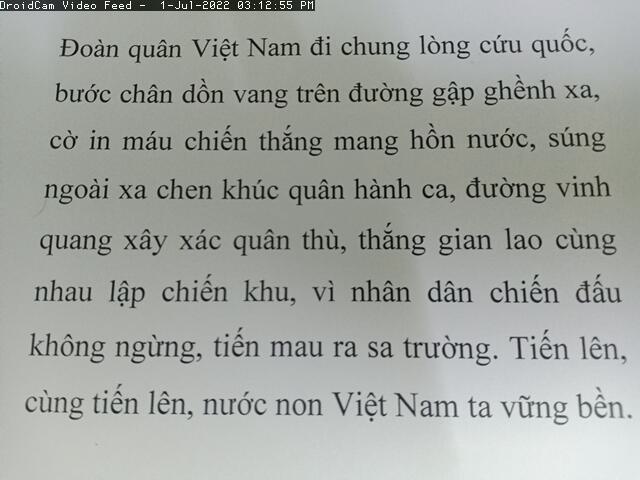 DroidCam Video Feed - 1-Jul-2022 03:12:55 PM
Đoàn quân Việt Nam đi chung lòng cứu quốc,
bước chân dồn vang trên đường gập ghềnh xa,
cờ in máu chiến thắng mang hồn nước, súng
ngoài xa chen khúc quân hành ca, đường vinh
quang xây xác quân thù, thắng gian lao cùng
nhau lập chiến khu, vì nhân dân chiến đấu
không ngừng, tiến mau ra sa trường. Tiến lên,
cùng tiến lên, nước non Việt Nam ta vững bền.